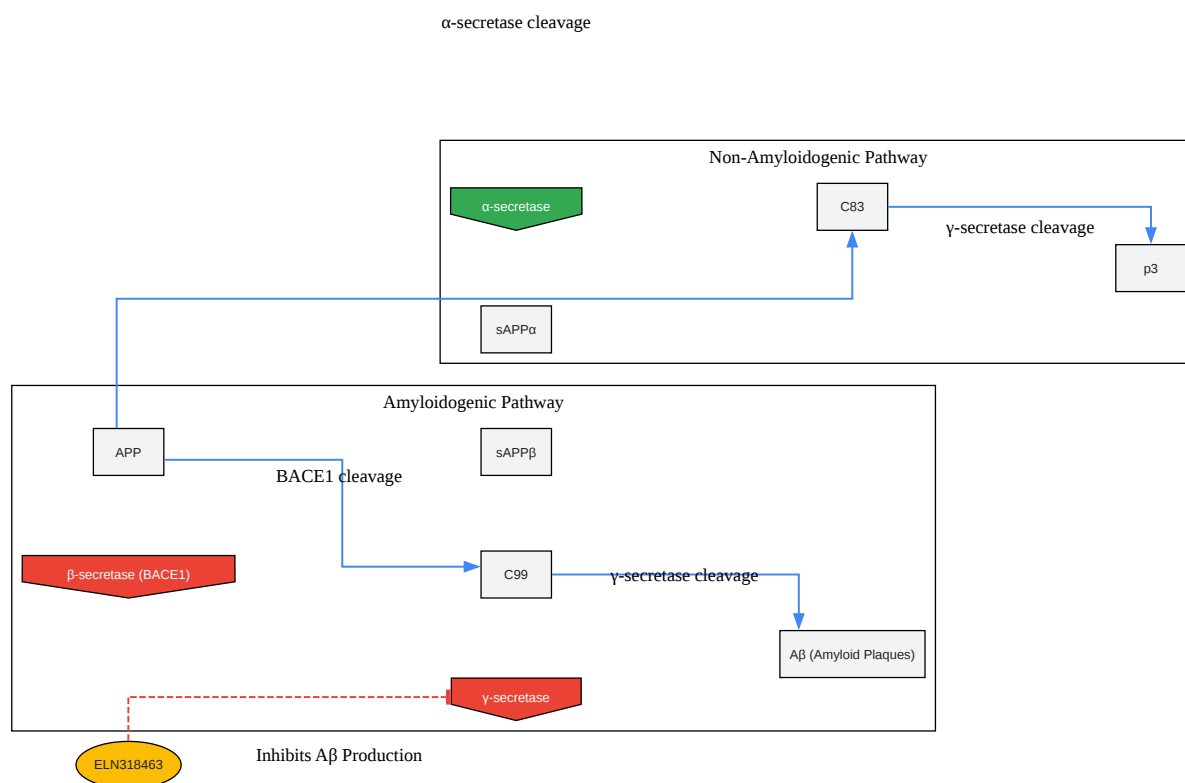 α-secretase cleavage
Non-Amyloidogenic Pathway
α-secretase
C83
γ-secretase cleavage
p3
sAPPα
Amyloidogenic Pathway
APP
sAPPβ
BACE1 cleavage
β-secretase (BACE1)
C99
γ-secretase cleavage
Aβ (Amyloid Plaques)
γ-secretase
Inhibits Aβ Production
ELN318463